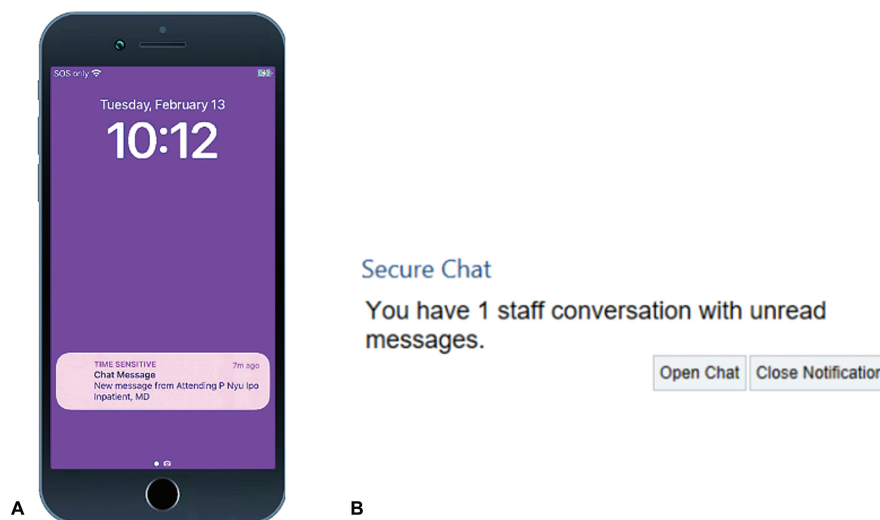 SOS only
Tuesday, February 13
10:12
TIME SENSITIVE 7m ago
Chat Message
New message from Attending P Nyu Ipo
Inpatient, MD
A
Secure Chat
You have 1 staff conversation with unread
messages.
Open Chat Close Notification
B